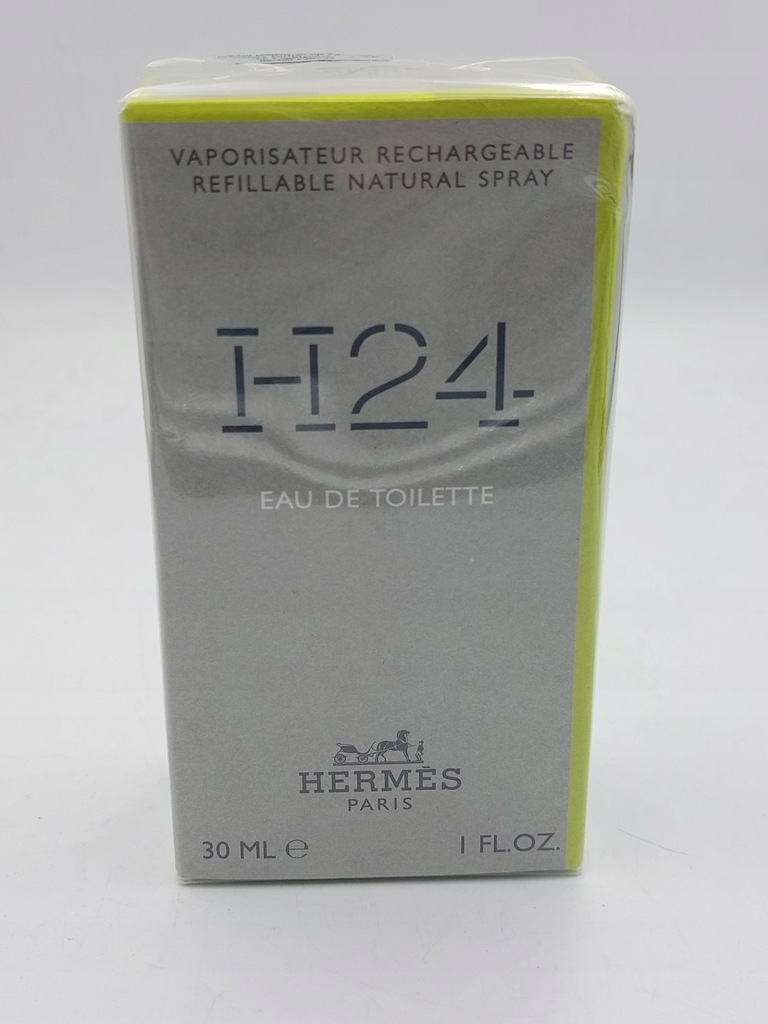 VAPORISATEUR RECHARGEABLE
REFILLABLE NATURAL SPRAY
H24
EAU DE TOILETTE
HERMÈS
PARIS
30 ML ℮
1 FL.OZ.